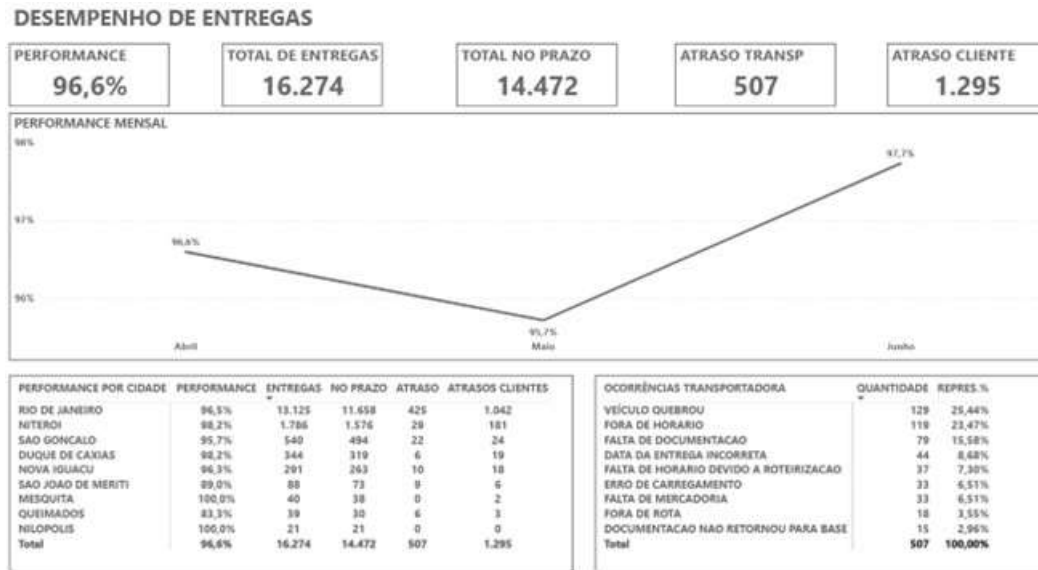 DESEMPENHO DE ENTREGAS
PERFORMANCE
96,6%
TOTAL DE ENTREGAS
16.274
TOTAL NO PRAZO
14.472
ATRASO TRANSP
507
ATRASO CLIENTE
1.295
PERFORMANCE MENSAL
98%
97%
96%
96,6%
95,7%
97,7%
Abril Maio Junho
PERFORMANCE POR CIDADE PERFORMANCE ENTREGAS NO PRAZO ATRASO ATRASOS CLIENTES
RIO DE JANEIRO 96,5% 13.125 11.658 425 1.042
NITEROI 98,2% 1.786 1.576 29 181
SAO GONCALO 95,7% 540 494 22 24
DUQUE DE CAXIAS 98,2% 344 319 6 19
NOVA IGUACU 96,3% 291 263 10 18
SAO JOAO DE MERITI 89,0% 88 73 9 6
MESQUITA 100,0% 40 38 0 2
QUEIMADOS 83,3% 39 30 6 3
NILOPOLIS 100,0% 21 21 0 0
Total 96,6% 16.274 14.472 507 1.295
OCORRÊNCIAS TRANSPORTADORA QUANTIDADE REPRES.%
VEÍCULO QUEBROU 129 25,44%
FORA DE HORARIO 119 23,47%
FALTA DE DOCUMENTACAO 79 15,58%
DATA DA ENTREGA INCORRETA 44 8,68%
FALTA DE HORARIO DEVIDO A ROTEIRIZACAO 37 7,30%
ERRO DE CARREGAMENTO 33 6,51%
FALTA DE MERCADORIA 33 6,51%
FORA DE ROTA 18 3,55%
DOCUMENTACAO NAO RETORNOU PARA BASE 15 2,96%
Total 507 100,00%